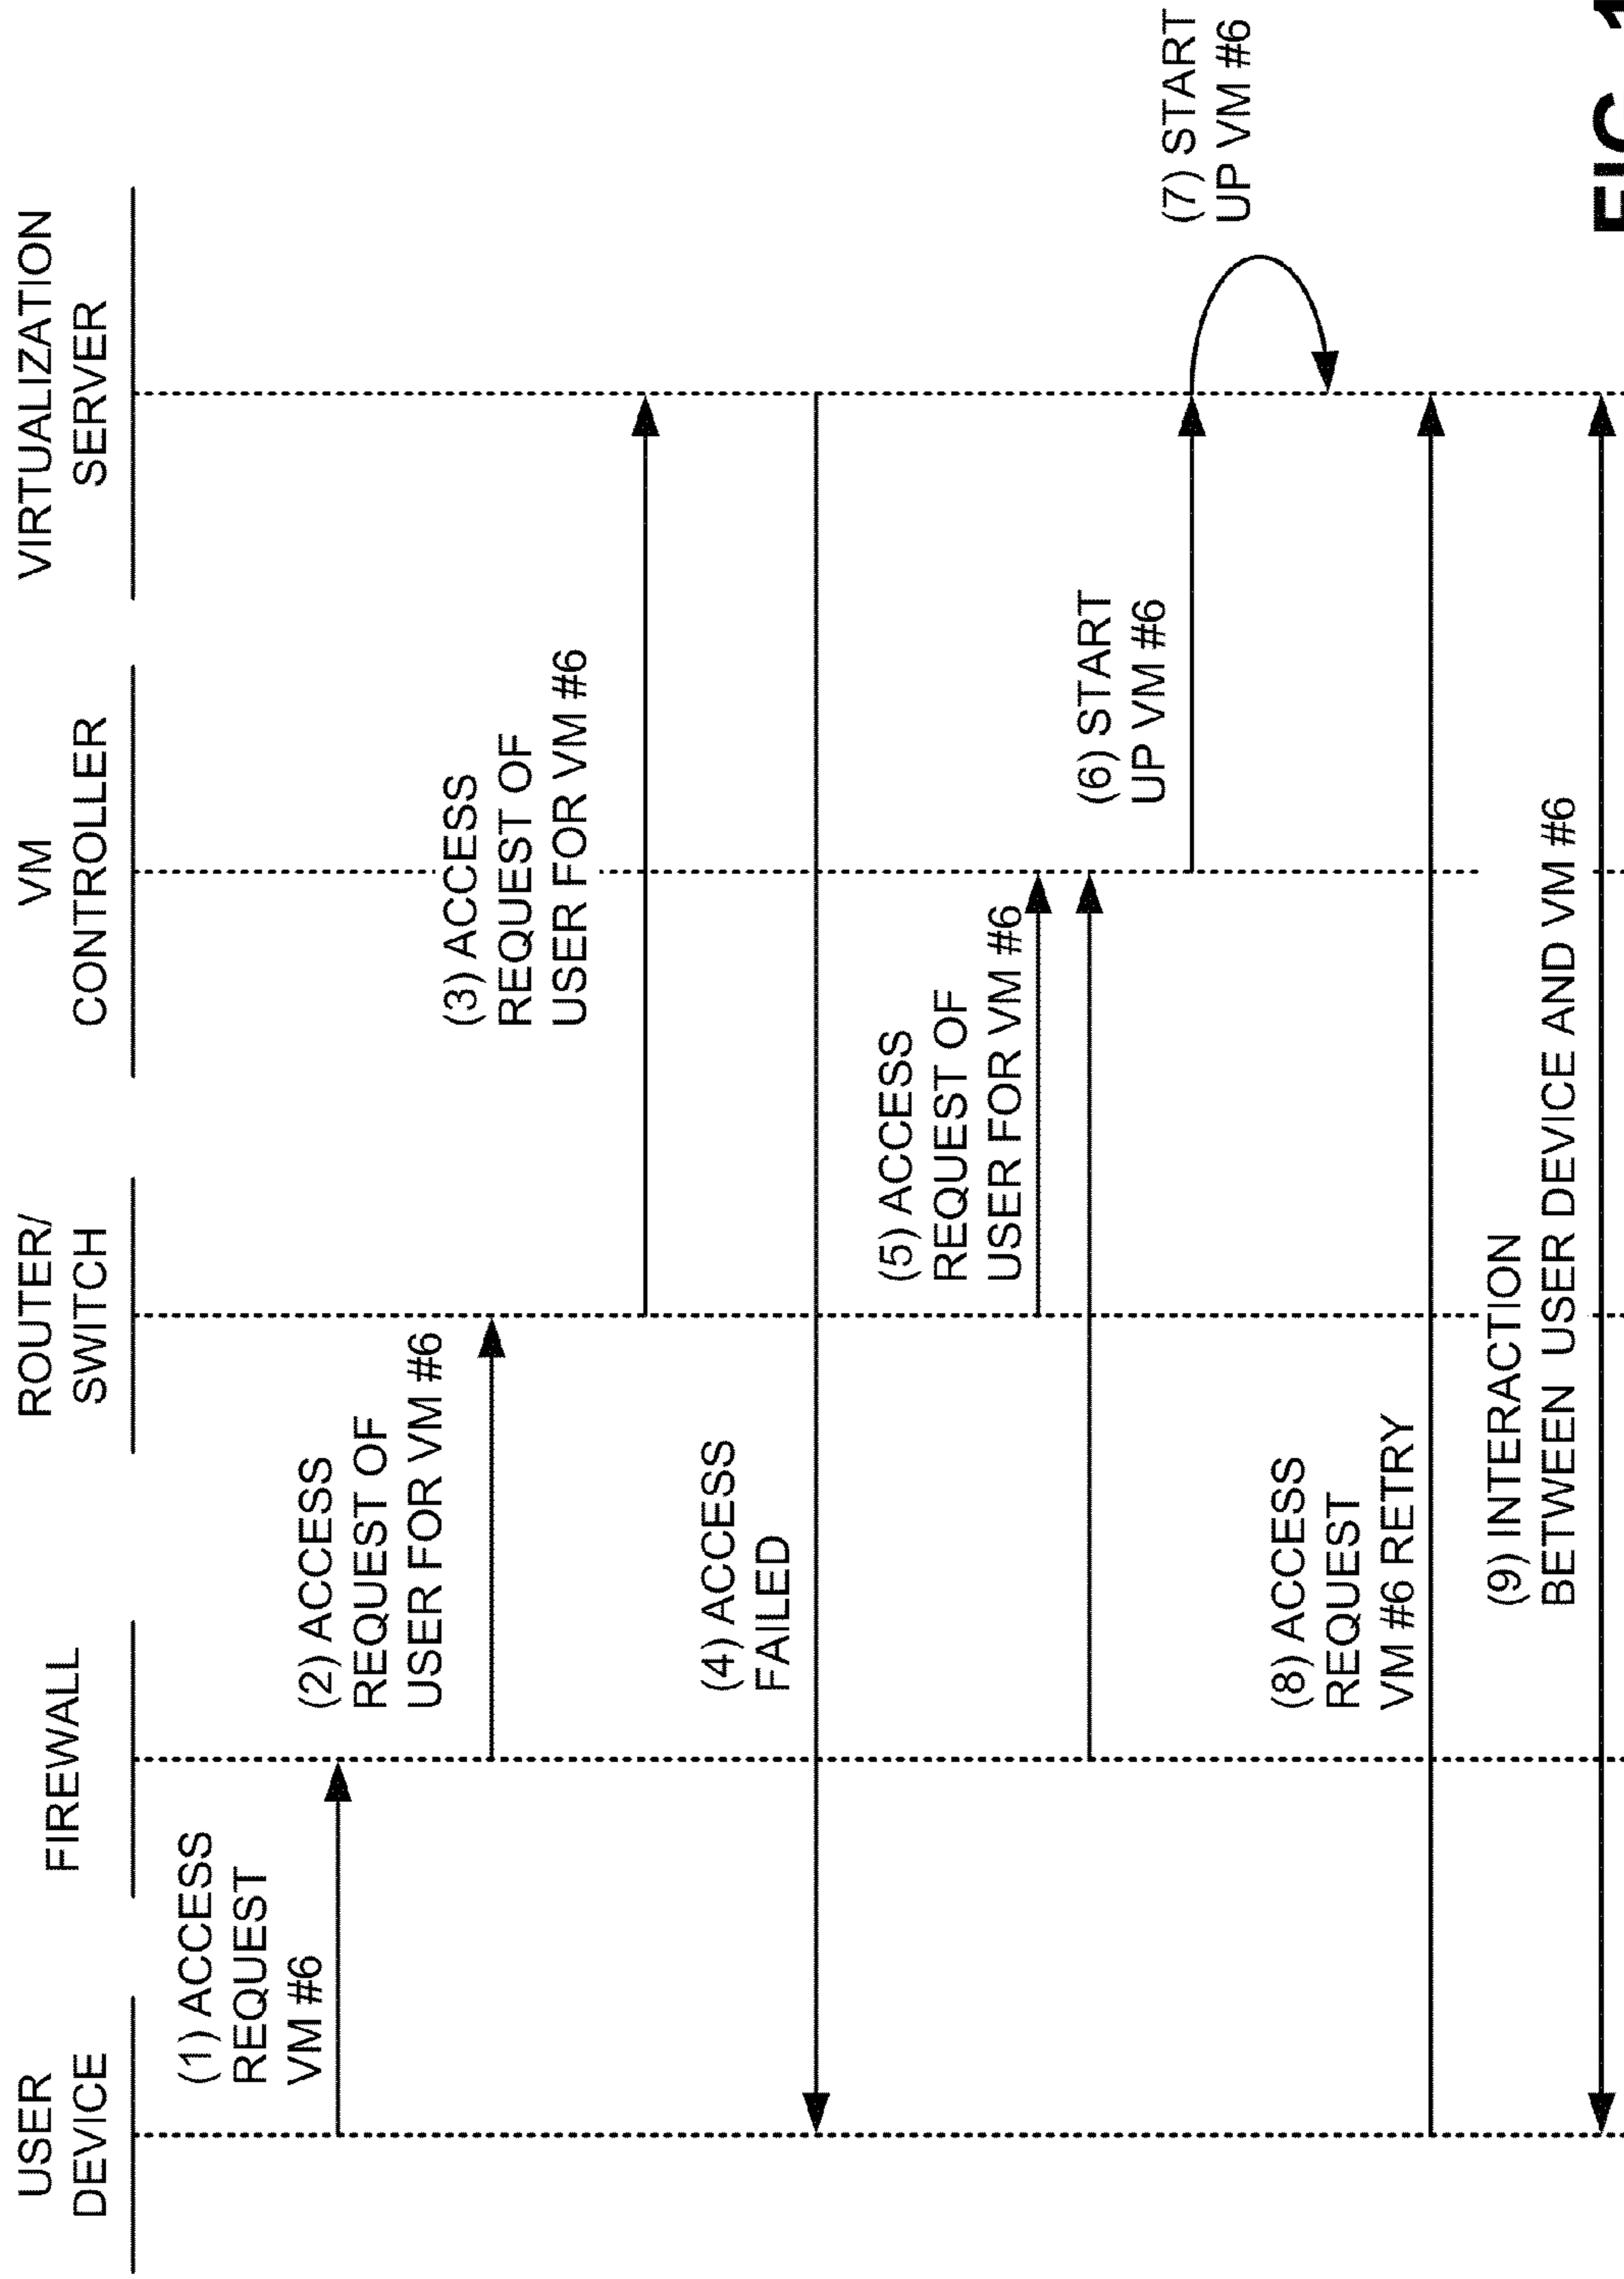 USER
DEVICE
FIREWALL
ROUTER/
SWITCH
VM
CONTROLLER
VIRTUALIZATION
SERVER
(1) ACCESS
REQUEST
VM #6
(2) ACCESS
REQUEST OF
USER FOR VM #6
(3) ACCESS
REQUEST OF
USER FOR VM #6
(4) ACCESS
FAILED
(5) ACCESS
REQUEST OF
USER FOR VM #6
(6) START
UP VM #6
(7) START
UP VM #6
(8) ACCESS
REQUEST
VM #6 RETRY
(9) INTERACTION
BETWEEN USER DEVICE AND VM #6